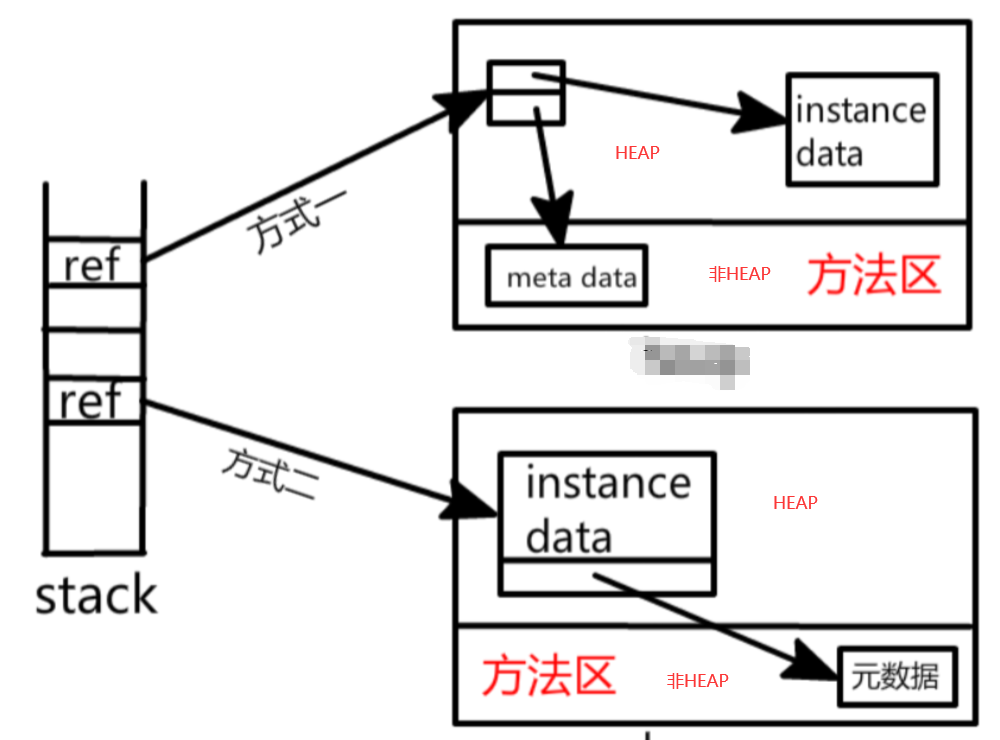 instance
data
HEAP
方式一
ref
meta data
非HEAP
方法区
ref
方式二
instance
data
HEAP
stack
方法区
非HEAP
元数据